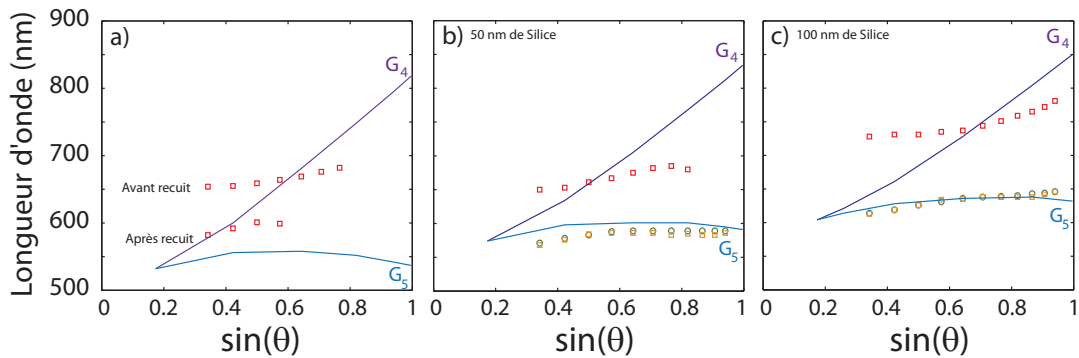 Longueur d'onde (nm)
900
800
700
600
500
a)
G4
Avant recuit
Après recuit
G5
0
0.2
0.4
0.6
0.8
1
sin(θ)
b)
50 nm de Silice
G4
G5
0
0.2
0.4
0.6
0.8
1
sin(θ)
c)
100 nm de Silice
G4
G5
0
0.2
0.4
0.6
0.8
1
sin(θ)